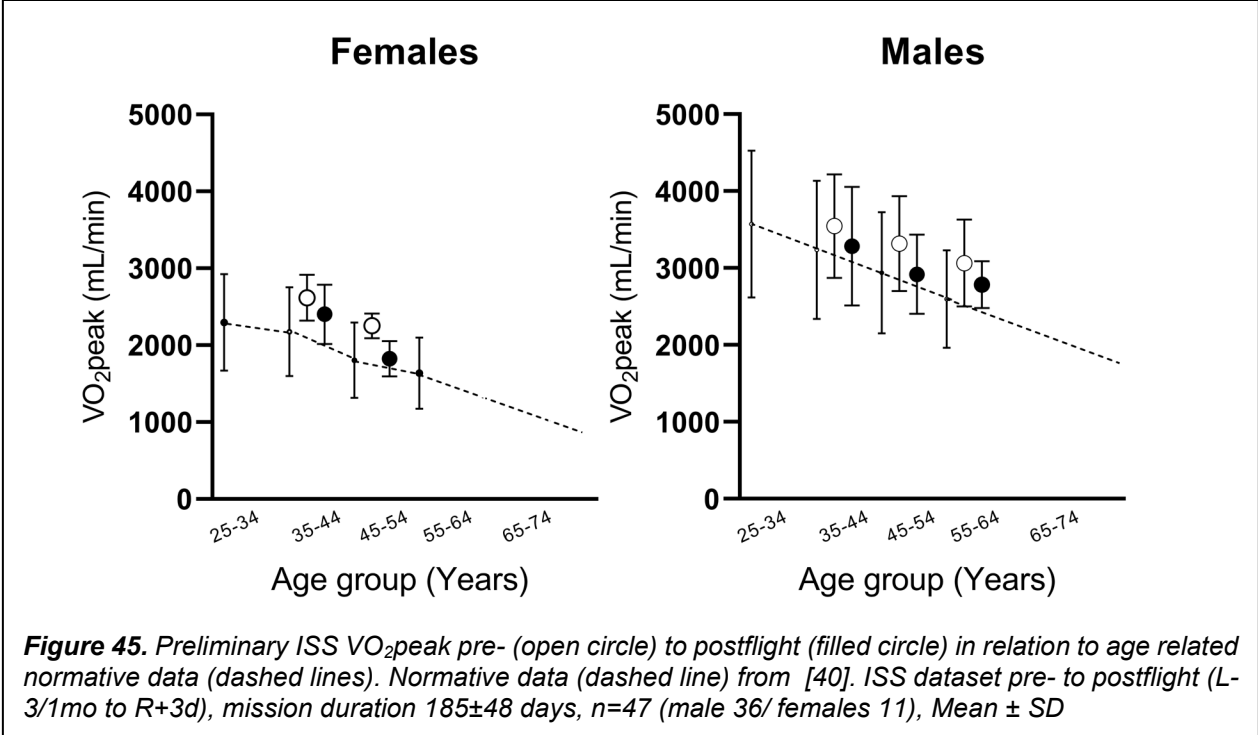 Females
Males
5000
4000
3000
2000
1000
0
VO₂peak (mL/min)
25-34
35-44
45-54
55-64
65-74
Age group (Years)
5000
4000
3000
2000
1000
0
VO₂peak (mL/min)
25-34
35-44
45-54
55-64
65-74
Age group (Years)
Figure 45. Preliminary ISS VO₂peak pre- (open circle) to postflight (filled circle) in relation to age related
normative data (dashed lines). Normative data (dashed line) from [40]. ISS dataset pre- to postflight (L-
3/1mo to R+3d), mission duration 185±48 days, n=47 (male 36/ females 11), Mean ± SD